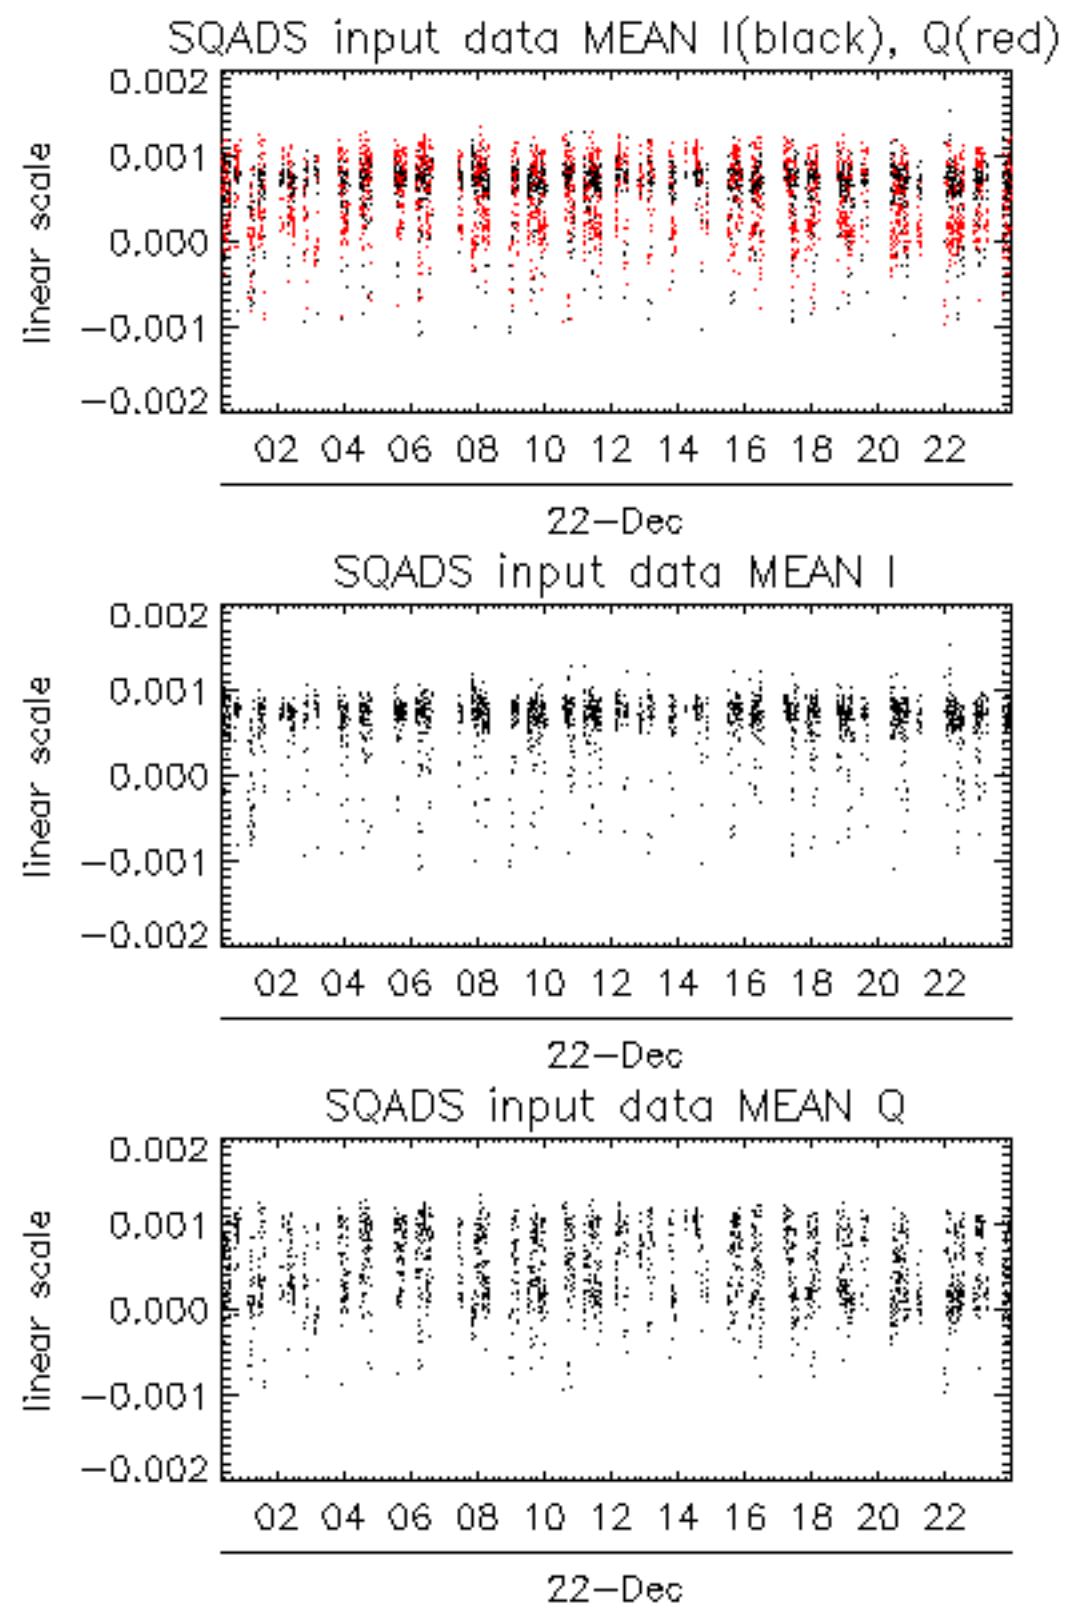 SQADS input data MEAN I(black), Q(red)
0.002
0.001
0.000
−0.001
−0.002
linear scale
02 04 06 08 10 12 14 16 18 20 22
22−Dec
SQADS input data MEAN I
0.002
0.001
0.000
−0.001
−0.002
linear scale
02 04 06 08 10 12 14 16 18 20 22
22−Dec
SQADS input data MEAN Q
0.002
0.001
0.000
−0.001
−0.002
linear scale
02 04 06 08 10 12 14 16 18 20 22
22−Dec